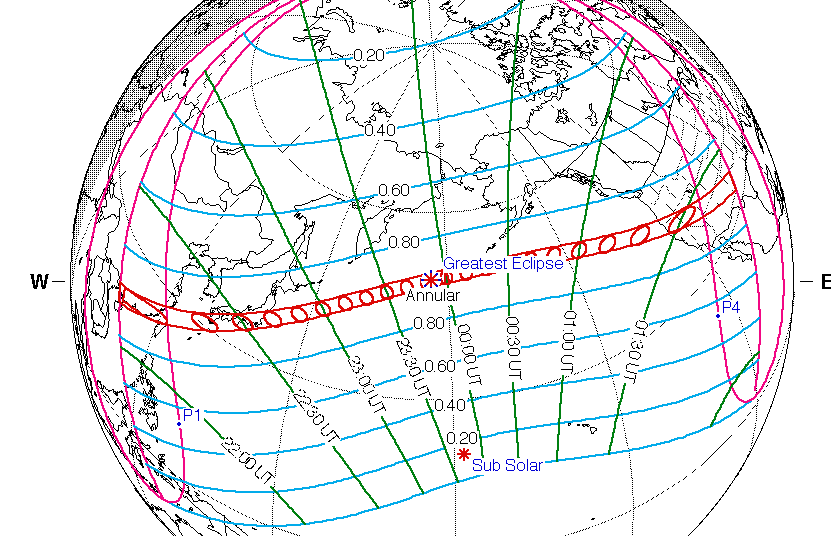 0.20
0.40
0.60
0.80
Greatest Eclipse
W
E
Annular
P4
0.80
00:00 UT
00:30 UT
01:00 UT
01:30 UT
23:30 UT
23:00 UT
0.60
0.40
22:30 UT
P1
0.20
22:00 UT
Sub Solar